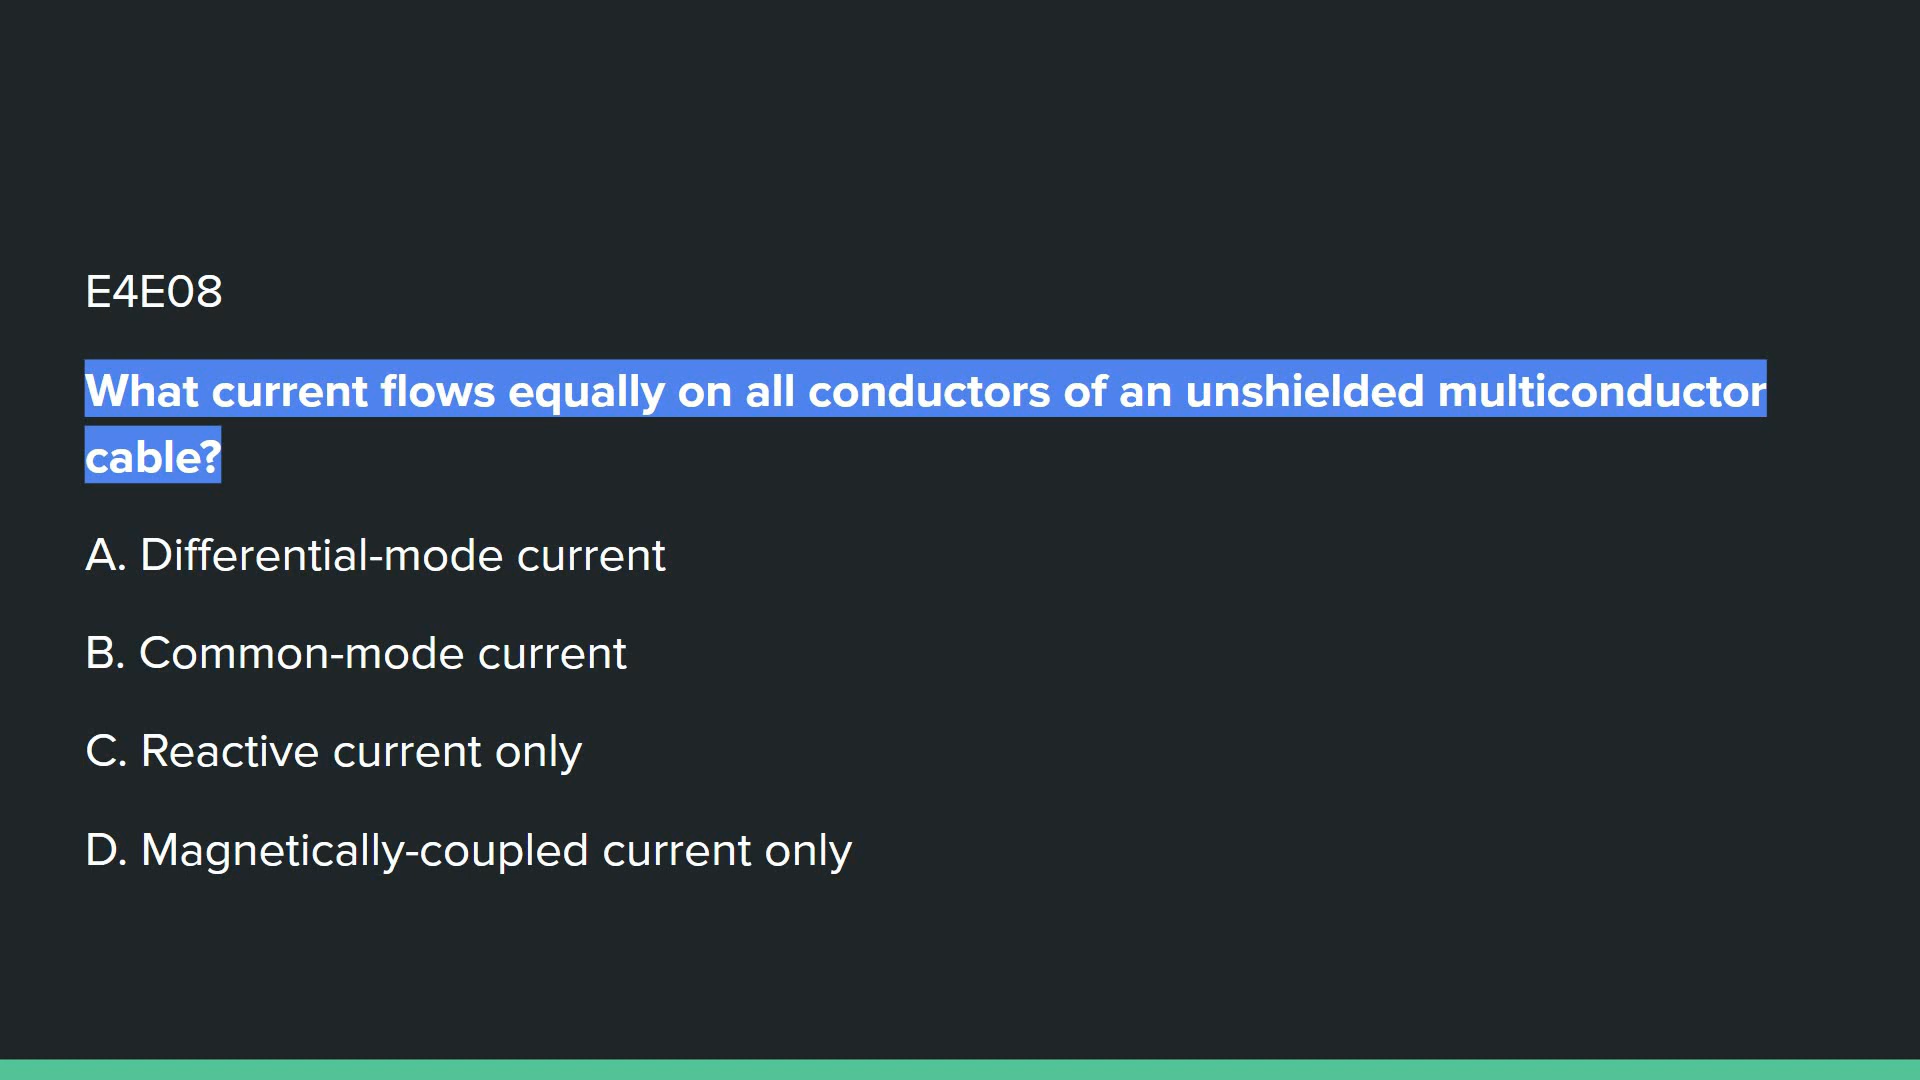 E4E08
What current flows equally on all conductors of an unshielded multiconductor
cable?
A. Differential-mode current
B. Common-mode current
C. Reactive current only
D. Magnetically-coupled current only